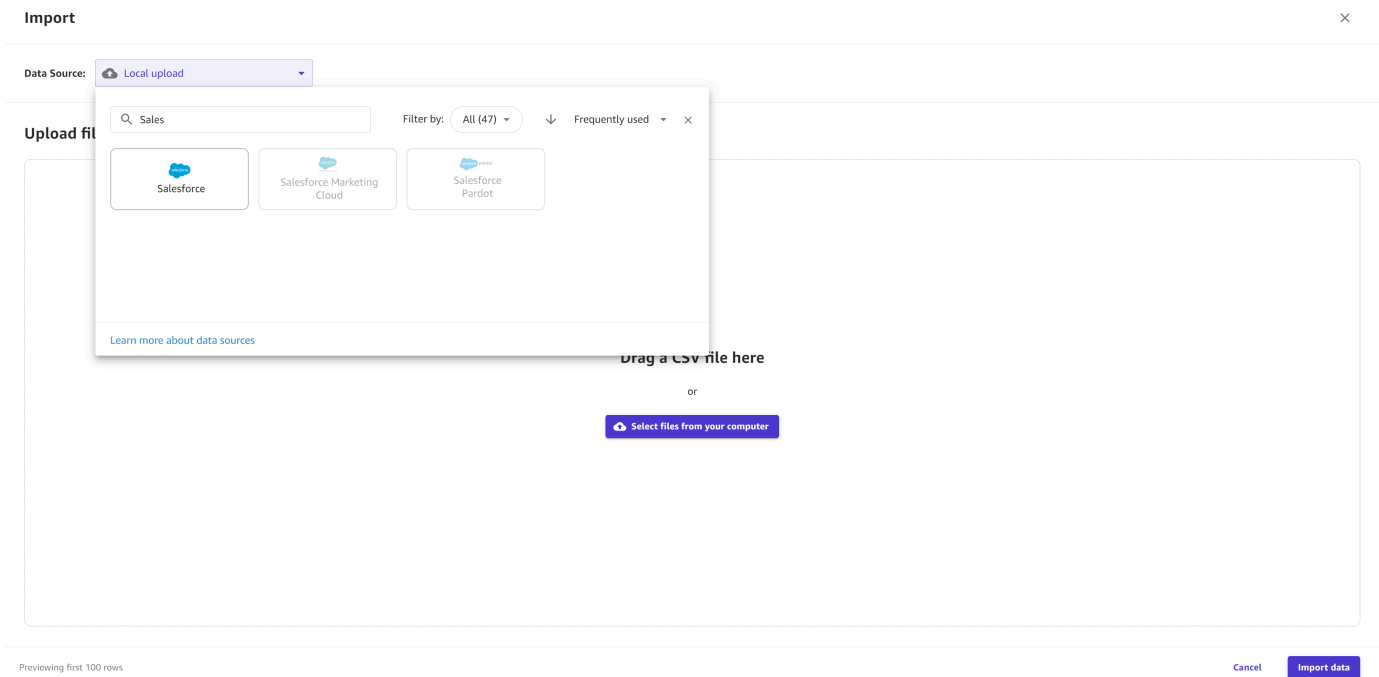 Import
Data Source: Local upload
Sales
Filter by: All (47)
Frequently used
Upload fil
salesforce
Salesforce
Salesforce Marketing
Cloud
pardot
Salesforce
Pardot
Learn more about data sources
Drag a CSV file here
or
Select files from your computer
Previewing first 100 rows
Cancel
Import data